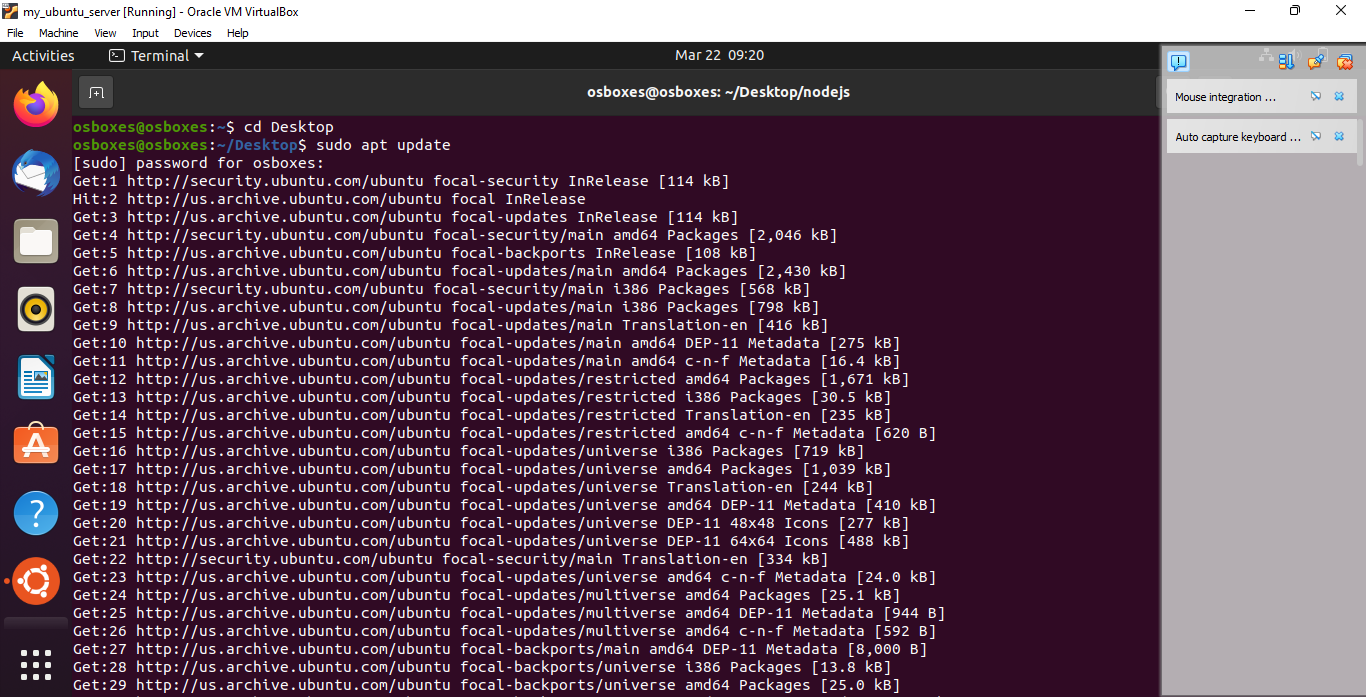 my_ubuntu_server [Running] - Oracle VM VirtualBox
File Machine View Input Devices Help
Activities Terminal Mar 22 09:20
osboxes@osboxes: ~/Desktop/nodejs
Mouse integration ...
Auto capture keyboard ...
osboxes@osboxes:~$ cd Desktop
osboxes@osboxes:~/Desktop$ sudo apt update
[sudo] password for osboxes:
Get:1 http://security.ubuntu.com/ubuntu focal-security InRelease [114 kB]
Hit:2 http://us.archive.ubuntu.com/ubuntu focal InRelease
Get:3 http://us.archive.ubuntu.com/ubuntu focal-updates InRelease [114 kB]
Get:4 http://security.ubuntu.com/ubuntu focal-security/main amd64 Packages [2,046 kB]
Get:5 http://us.archive.ubuntu.com/ubuntu focal-backports InRelease [108 kB]
Get:6 http://us.archive.ubuntu.com/ubuntu focal-updates/main amd64 Packages [2,430 kB]
Get:7 http://security.ubuntu.com/ubuntu focal-security/main i386 Packages [568 kB]
Get:8 http://us.archive.ubuntu.com/ubuntu focal-updates/main i386 Packages [798 kB]
Get:9 http://us.archive.ubuntu.com/ubuntu focal-updates/main Translation-en [416 kB]
Get:10 http://us.archive.ubuntu.com/ubuntu focal-updates/main amd64 DEP-11 Metadata [275 kB]
Get:11 http://us.archive.ubuntu.com/ubuntu focal-updates/main amd64 c-n-f Metadata [16.4 kB]
Get:12 http://us.archive.ubuntu.com/ubuntu focal-updates/restricted amd64 Packages [1,671 kB]
Get:13 http://us.archive.ubuntu.com/ubuntu focal-updates/restricted i386 Packages [30.5 kB]
Get:14 http://us.archive.ubuntu.com/ubuntu focal-updates/restricted Translation-en [235 kB]
Get:15 http://us.archive.ubuntu.com/ubuntu focal-updates/restricted amd64 c-n-f Metadata [620 B]
Get:16 http://us.archive.ubuntu.com/ubuntu focal-updates/universe i386 Packages [719 kB]
Get:17 http://us.archive.ubuntu.com/ubuntu focal-updates/universe amd64 Packages [1,039 kB]
Get:18 http://us.archive.ubuntu.com/ubuntu focal-updates/universe Translation-en [244 kB]
Get:19 http://us.archive.ubuntu.com/ubuntu focal-updates/universe amd64 DEP-11 Metadata [410 kB]
Get:20 http://us.archive.ubuntu.com/ubuntu focal-updates/universe DEP-11 48x48 Icons [277 kB]
Get:21 http://us.archive.ubuntu.com/ubuntu focal-updates/universe DEP-11 64x64 Icons [488 kB]
Get:22 http://security.ubuntu.com/ubuntu focal-security/main Translation-en [334 kB]
Get:23 http://us.archive.ubuntu.com/ubuntu focal-updates/universe amd64 c-n-f Metadata [24.0 kB]
Get:24 http://us.archive.ubuntu.com/ubuntu focal-updates/multiverse amd64 Packages [25.1 kB]
Get:25 http://us.archive.ubuntu.com/ubuntu focal-updates/multiverse amd64 DEP-11 Metadata [944 B]
Get:26 http://us.archive.ubuntu.com/ubuntu focal-updates/multiverse amd64 c-n-f Metadata [592 B]
Get:27 http://us.archive.ubuntu.com/ubuntu focal-backports/main amd64 DEP-11 Metadata [8,000 B]
Get:28 http://us.archive.ubuntu.com/ubuntu focal-backports/universe i386 Packages [13.8 kB]
Get:29 http://us.archive.ubuntu.com/ubuntu focal-backports/universe amd64 Packages [25.0 kB]